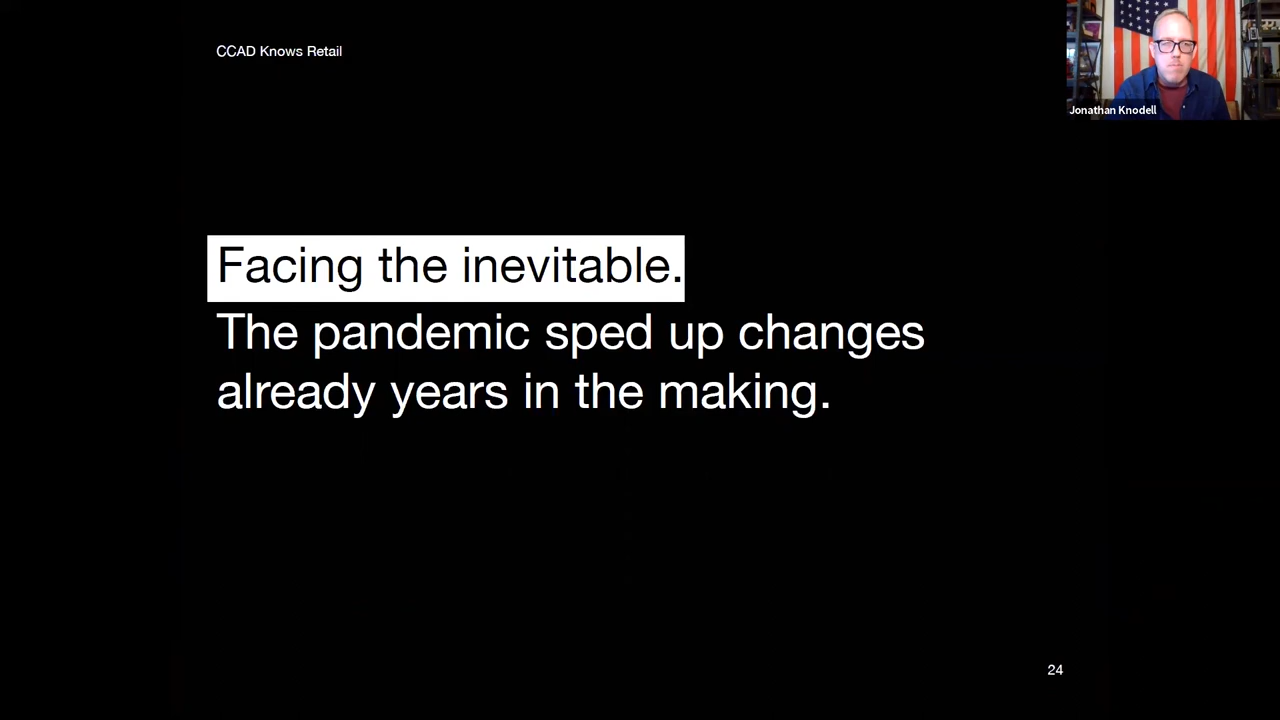 CCAD Knows Retail
Jonathan Knodell
Facing the inevitable.
The pandemic sped up changes
already years in the making.
24